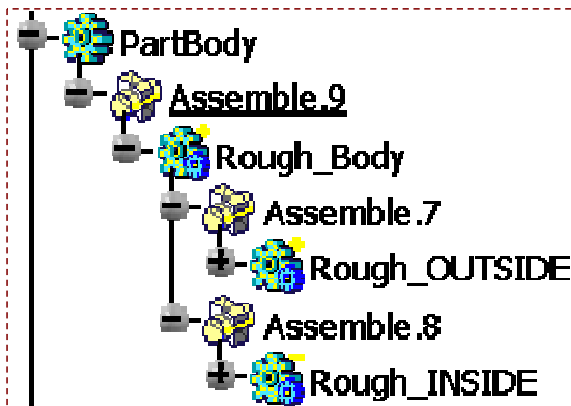 PartBody
Assemble.9
Rough_Body
Assemble.7
Rough_OUTSIDE
Assemble.8
Rough_INSIDE